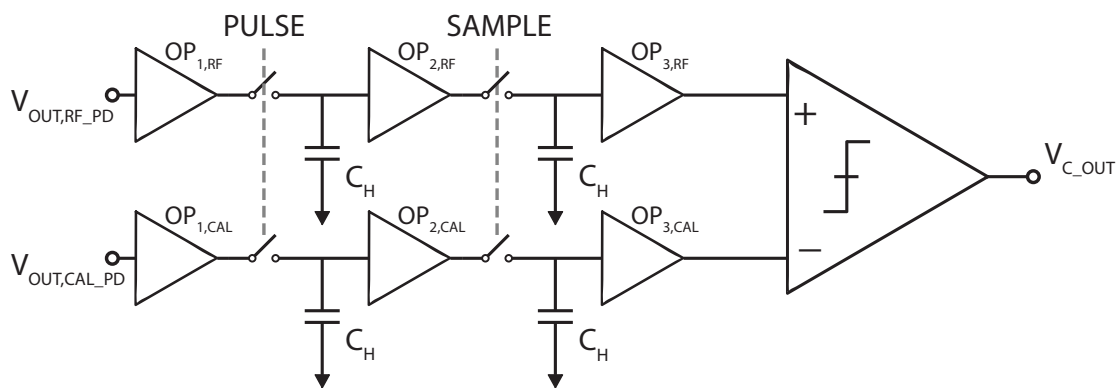 PULSE SAMPLE
OP1,RF OP2,RF OP3,RF
VOUT,RF_PD
+
CH CH
VC_OUT
OP1,CAL OP2,CAL OP3,CAL
−
VOUT,CAL_PD
CH CH